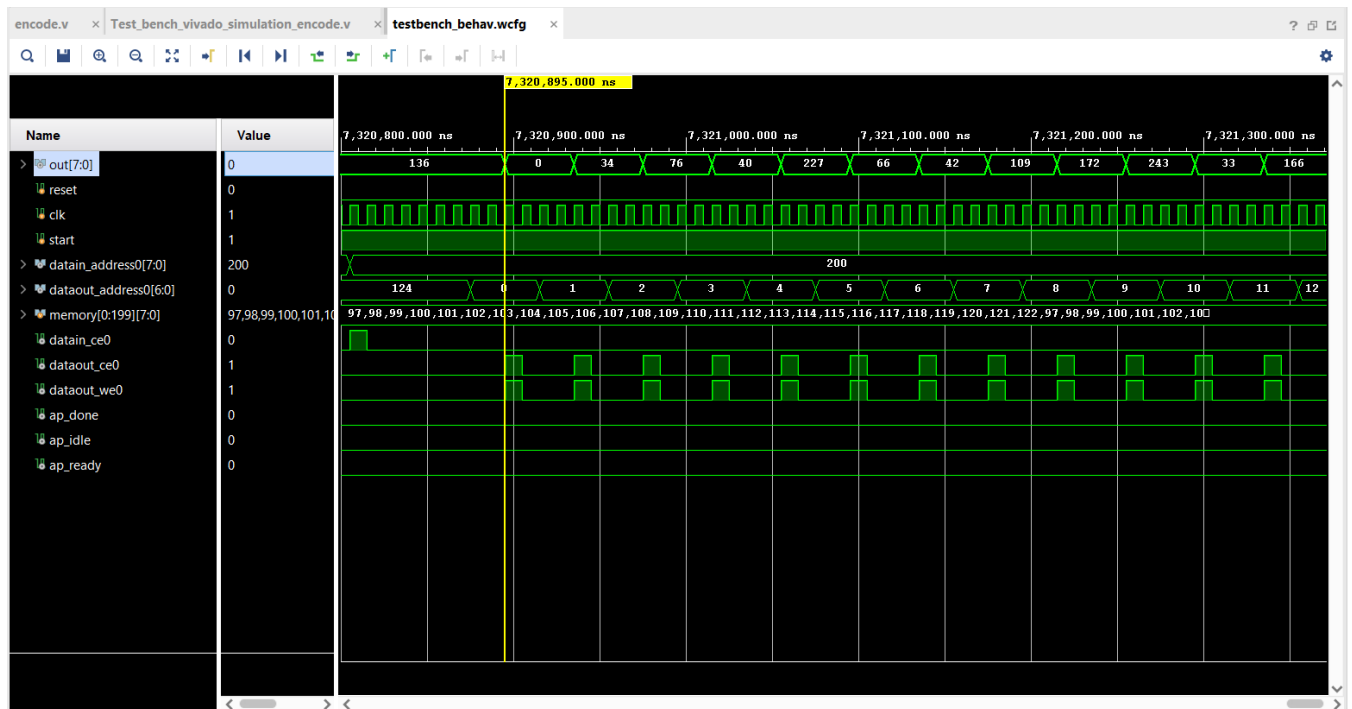 encode.v × Test_bench_vivado_simulation_encode.v × testbench_behav.wcfg × ?
7,320,895.000 ns
Name Value 7,320,800.000 ns 7,320,900.000 ns 7,321,000.000 ns 7,321,100.000 ns 7,321,200.000 ns 7,321,300.000 ns
> out[7:0] 0 136 0 34 76 40 227 66 42 109 172 243 33 166
reset 0
clk 1
start 1
> datain_address0[7:0] 200 200
> dataout_address0[6:0] 0 124 0 1 2 3 4 5 6 7 8 9 10 11 12
> memory[0:199][7:0] 97,98,99,100,101,10 97,98,99,100,101,102,103,104,105,106,107,108,109,110,111,112,113,114,115,116,117,118,119,120,121,122,97,98,99,100,101,102,10
datain_ce0 0
dataout_ce0 1
dataout_we0 1
ap_done 0
ap_idle 0
ap_ready 0